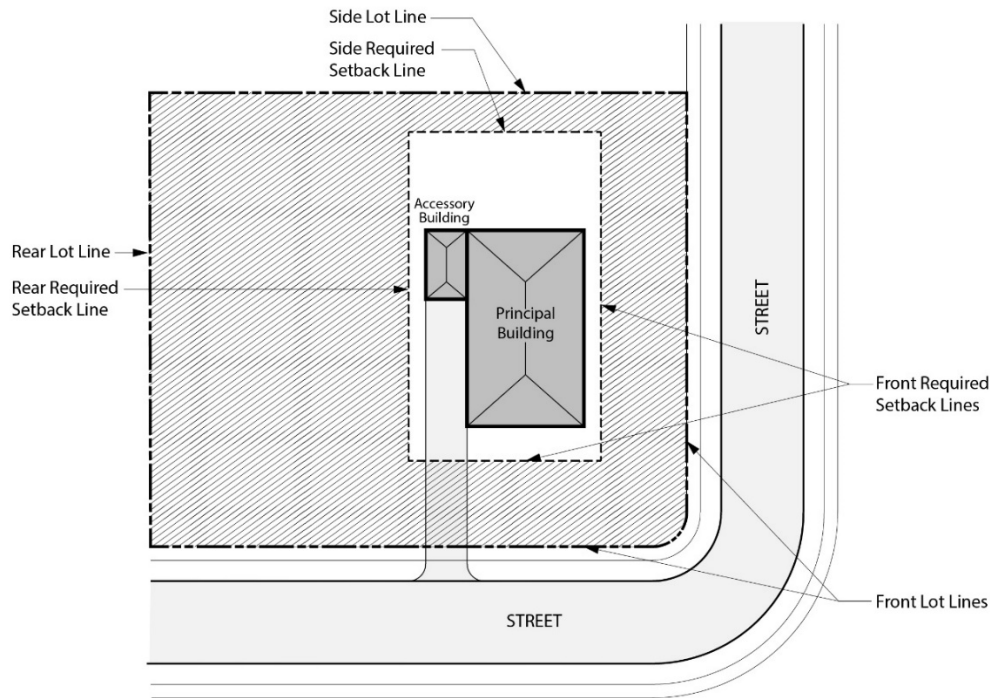 Side Lot Line
Side Required
Setback Line
Accessory
Building
Rear Lot Line
Rear Required
Setback Line
Principal
Building
STREET
Front Required
Setback Lines
Front Lot Lines
STREET